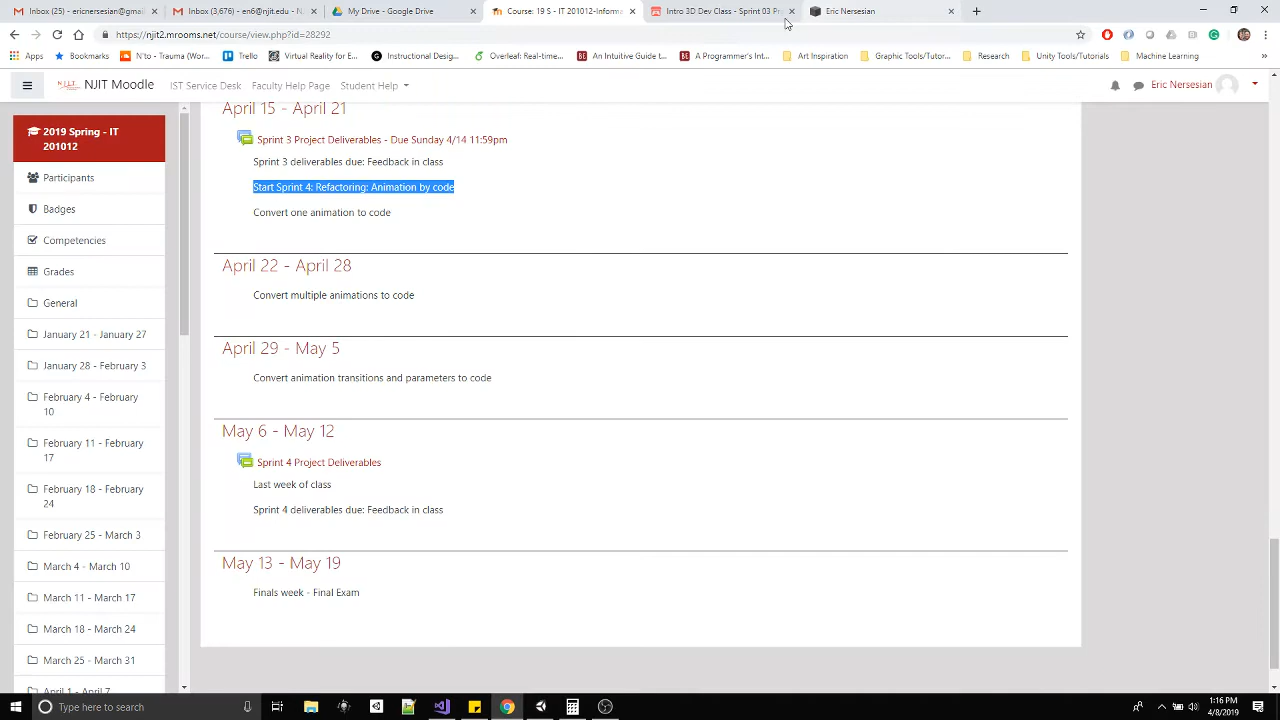 Inbox (25) - ericnersesian@gmai
Inbox (3,676) - en6@njit.edu - N
My Drive - Google Drive
Course: 19 S - IT 201012-Informa
Intro 3D Dev Class - Sprint 03 Pr
Eric Nersesian
https://njit2.mrooms.net/course/view.php?id=28292
Apps
Bookmarks
N'to - Trauma (Wor...
Trello
Virtual Reality for E...
Instructional Desig...
Overleaf: Real-time...
An Intuitive Guide t...
A Programmer's Int...
Art Inspiration
Graphic Tools/Tutor...
Research
Unity Tools/Tutorials
Machine Learning
NJIT Moodle
IST Service Desk
Faculty Help Page
Student Help
Eric Nersesian
2019 Spring - IT
201012
Participants
Badges
Competencies
Grades
General
January 21 - January 27
January 28 - February 3
February 4 - February
10
February 11 - February
17
February 18 - February
24
February 25 - March 3
March 4 - March 10
March 11 - March 17
March 18 - March 24
March 25 - March 31
April 1 - April 7
April 15 - April 21
Sprint 3 Project Deliverables - Due Sunday 4/14 11:59pm
Sprint 3 deliverables due: Feedback in class
Start Sprint 4: Refactoring: Animation by code
Convert one animation to code
April 22 - April 28
Convert multiple animations to code
April 29 - May 5
Convert animation transitions and parameters to code
May 6 - May 12
Sprint 4 Project Deliverables
Last week of class
Sprint 4 deliverables due: Feedback in class
May 13 - May 19
Finals week - Final Exam
Type here to search
1:16 PM
4/8/2019